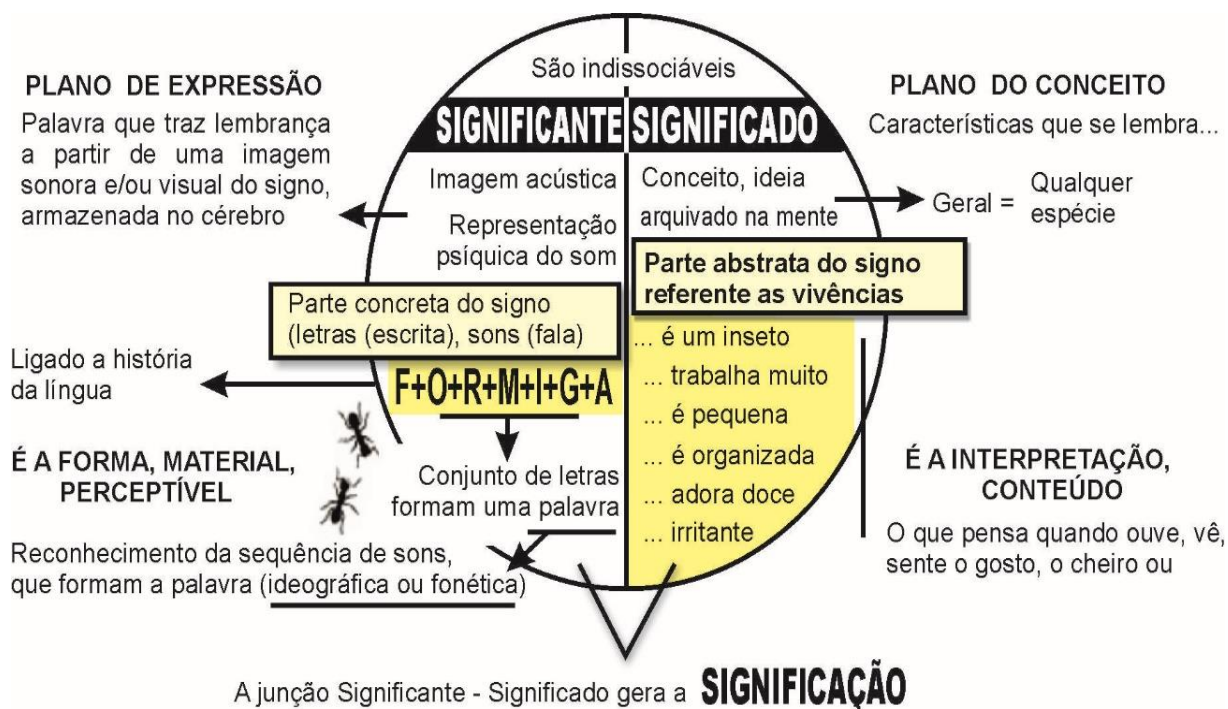 São indissociáveis
PLANO DE EXPRESSÃO
Palavra que traz lembrança
a partir de uma imagem
sonora e/ou visual do signo,
armazenada no cérebro
SIGNIFICANTE SIGNIFICADO
Imagem acústica
Representação
psíquica do som
Conceito, ideia
arquivado na mente
PLANO DO CONCEITO
Características que se lembra...
Geral = Qualquer
espécie
Parte concreta do signo
(letras (escrita), sons (fala)
Parte abstrata do signo
referente as vivências
Ligado a história
da língua
F+O+R+M+I+G+A
... é um inseto
... trabalha muito
... é pequena
... é organizada
... adora doce
... irritante
É A FORMA, MATERIAL,
PERCEPTÍVEL
Conjunto de letras
formam uma palavra
Reconhecimento da sequência de sons,
que formam a palavra (ideográfica ou fonética)
É A INTERPRETAÇÃO,
CONTEÚDO
O que pensa quando ouve, vê,
sente o gosto, o cheiro ou
A junção Significante - Significado gera a SIGNIFICAÇÃO